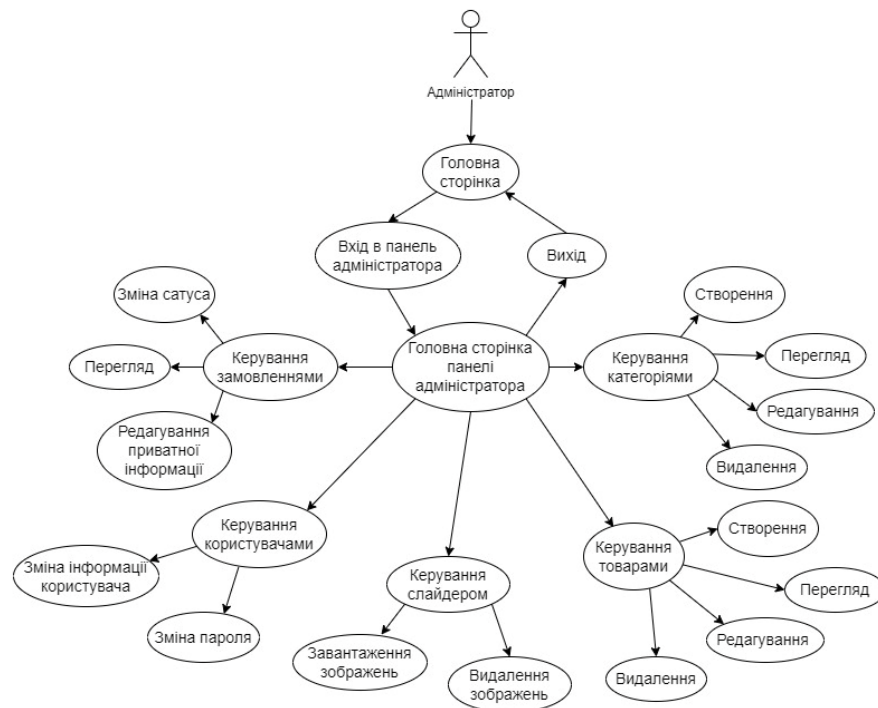 Адміністратор
Головна
сторінка
Вхід в панель
адміністратора
Вихід
Зміна сатуса
Створення
Перегляд
Керування
замовленнями
Головна сторінка
панелі
адміністратора
Керування
категоріями
Перегляд
Редагування
Редагування
приватної
інформації
Видалення
Керування
користувачами
Створення
Керування
товарами
Зміна інформації
користувача
Керування
слайдером
Перегляд
Зміна пароля
Редагування
Завантаження
зображень
Видалення
зображень
Видалення